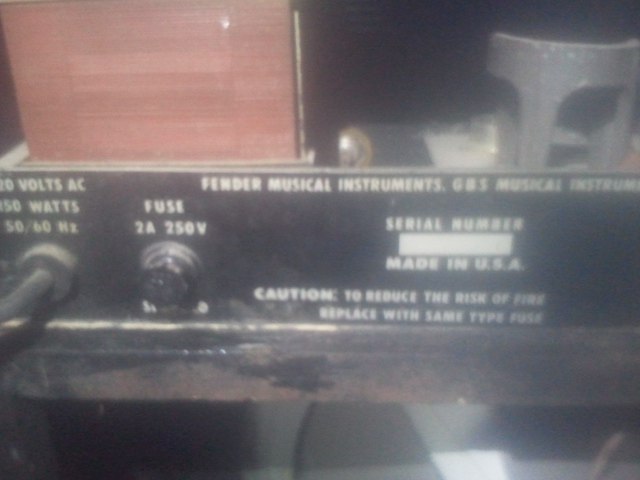 20 VOLTS AC
150 WATTS
50/60 Hz
FUSE
2A 250V
FENDER MUSICAL INSTRUMENTS. MUSICAL INSTRUM
SERIAL NUMBER
MADE IN U.S.A.
CAUTION: TO REDUCE THE RISK OF FIRE
REPLACE WITH SAME TYPE FUSE